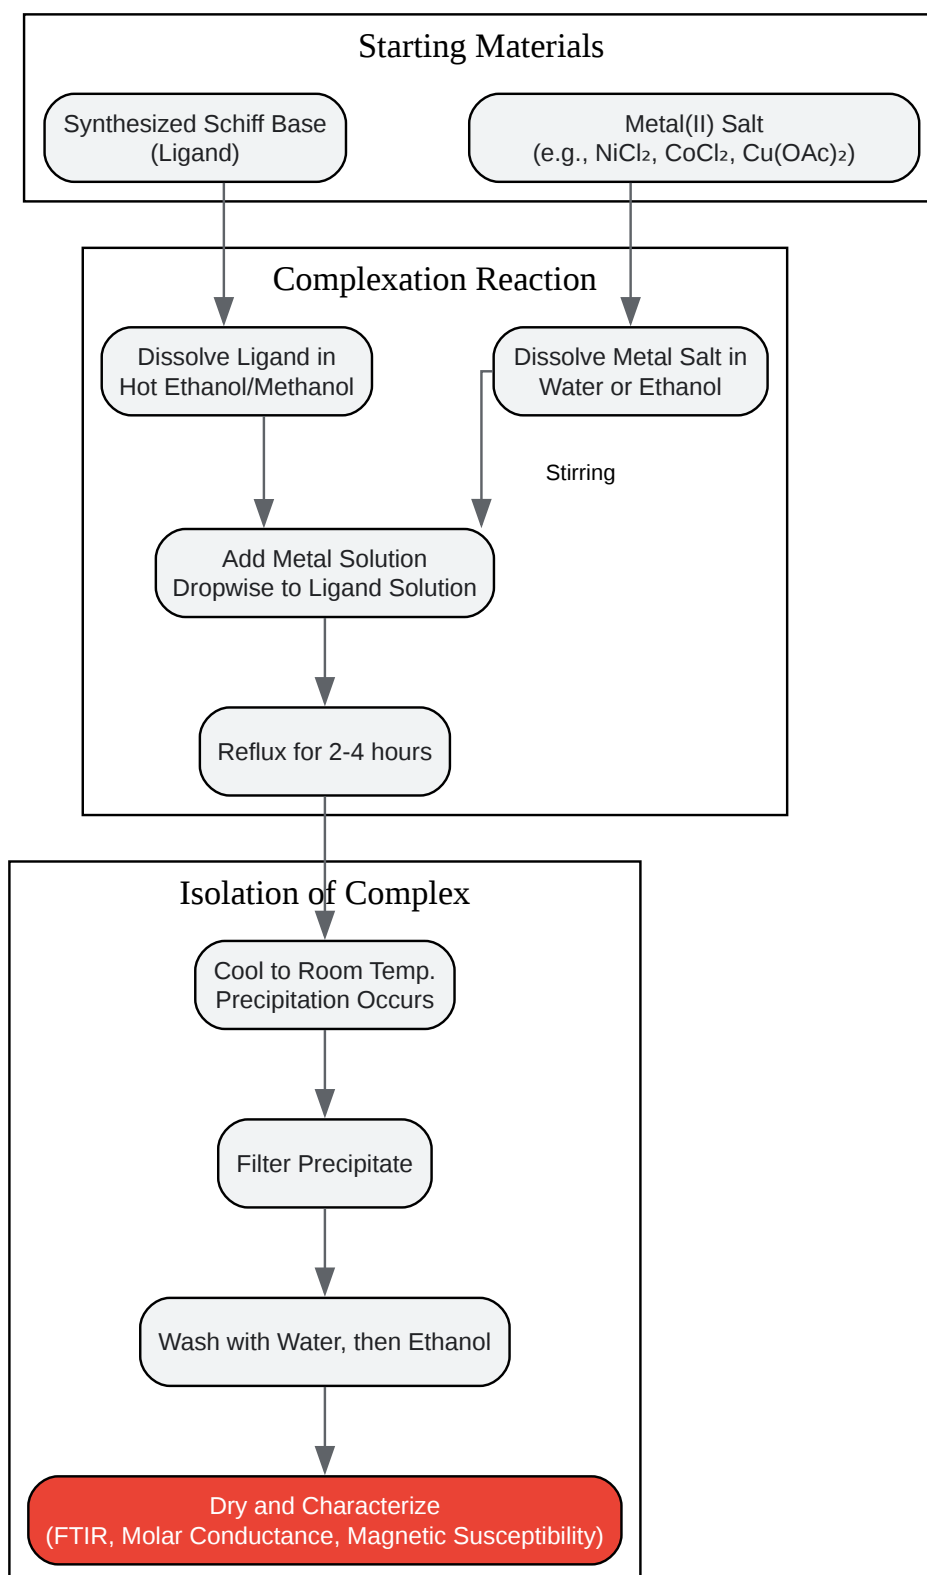 Starting Materials
Synthesized Schiff Base
(Ligand)
Metal(II) Salt
(e.g., NiCl₂, CoCl₂, Cu(OAc)₂)
Complexation Reaction
Dissolve Ligand in
Hot Ethanol/Methanol
Dissolve Metal Salt in
Water or Ethanol
Stirring
Add Metal Solution
Dropwise to Ligand Solution
Reflux for 2-4 hours
Isolation of Complex
Cool to Room Temp.
Precipitation Occurs
Filter Precipitate
Wash with Water, then Ethanol
Dry and Characterize
(FTIR, Molar Conductance, Magnetic Susceptibility)